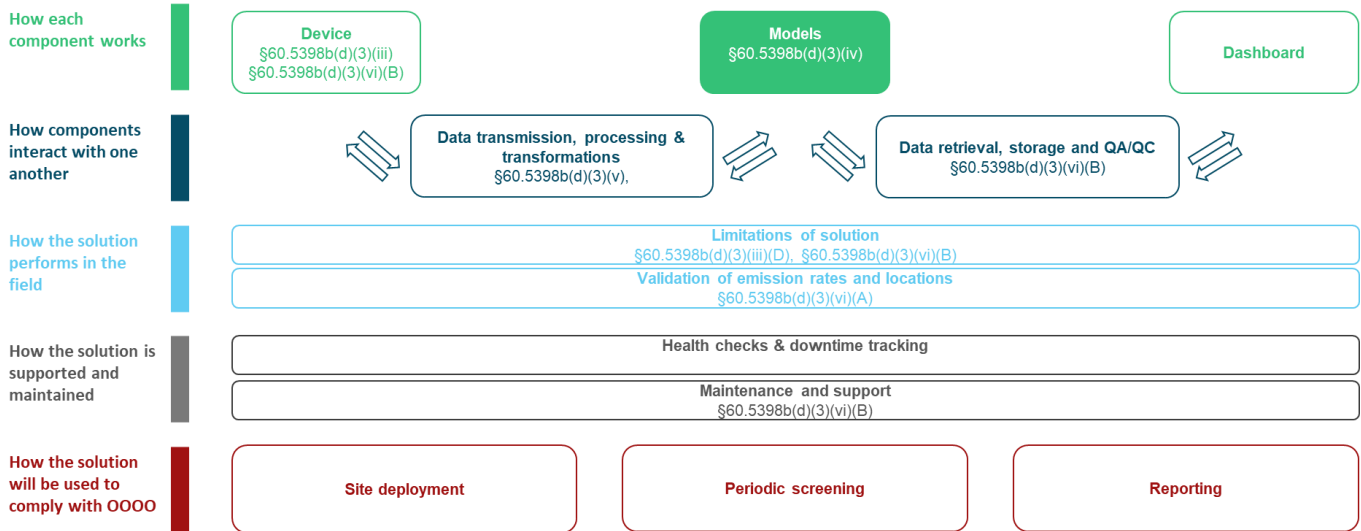 How each
component works
Device
§60.5398b(d)(3)(iii)
§60.5398b(d)(3)(vi)(B)
Models
§60.5398b(d)(3)(iv)
Dashboard
How components
interact with one
another
Data transmission, processing &
transformations
§60.5398b(d)(3)(v),
Data retrieval, storage and QA/QC
§60.5398b(d)(3)(vi)(B)
How the solution
performs in the
field
Limitations of solution
§60.5398b(d)(3)(iii)(D), §60.5398b(d)(3)(vi)(B)
Validation of emission rates and locations
§60.5398b(d)(3)(vi)(A)
How the solution is
supported and
maintained
Health checks & downtime tracking
Maintenance and support
§60.5398b(d)(3)(vi)(B)
How the solution
will be used to
comply with OOOO
Site deployment
Periodic screening
Reporting